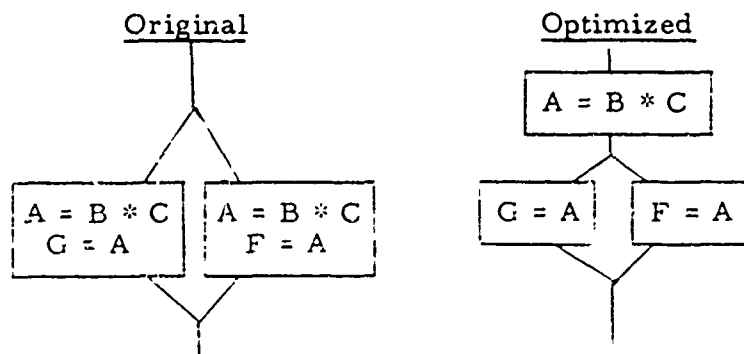 Original
A = B * C
G = A
A = B * C
F = A
Optimized
A = B * C
G = A
F = A